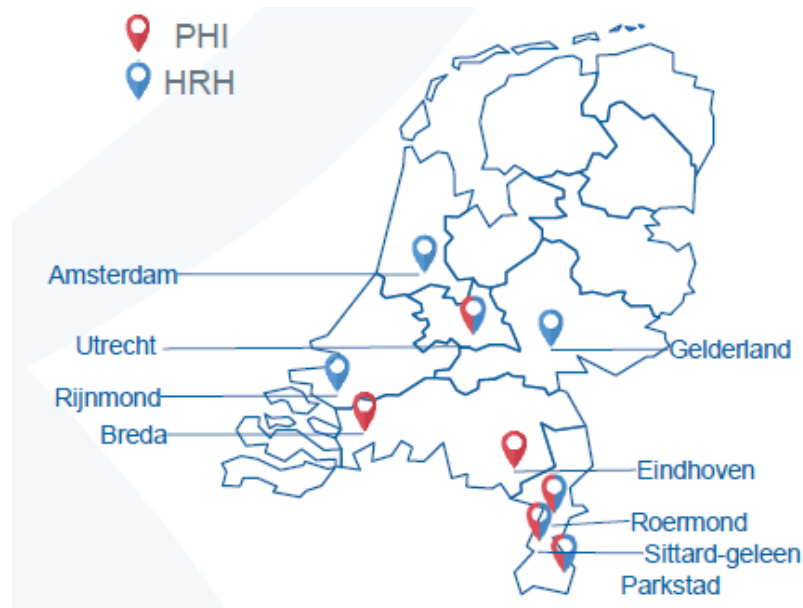 PHI
HRH
Amsterdam
Utrecht
Gelderland
Rijnmond
Breda
Eindhoven
Roermond
Sittard-geleen
Parkstad